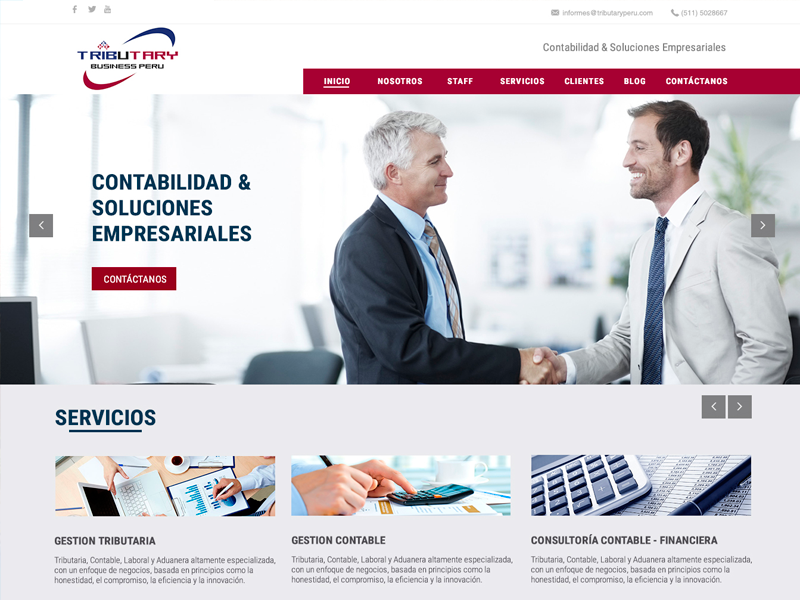 informes@tributaryperu.com
(511) 5028667
TRIBUTARY
BUSINESS PERU
Contabilidad & Soluciones Empresariales
INICIO NOSOTROS STAFF SERVICIOS CLIENTES BLOG CONTÁCTANOS
CONTABILIDAD &
SOLUCIONES
EMPRESARIALES
CONTÁCTANOS
SERVICIOS
GESTION TRIBUTARIA
Tributaria, Contable, Laboral y Aduanera altamente especializada,
con un enfoque de negocios, basada en principios como la
honestidad, el compromiso, la eficiencia y la innovación.
GESTION CONTABLE
Tributaria, Contable, Laboral y Aduanera altamente especializada,
con un enfoque de negocios, basada en principios como la
honestidad, el compromiso, la eficiencia y la innovación.
CONSULTORÍA CONTABLE - FINANCIERA
Tributaria, Contable, Laboral y Aduanera altamente especializada,
con un enfoque de negocios, basada en principios como la
honestidad, el compromiso, la eficiencia y la innovación.